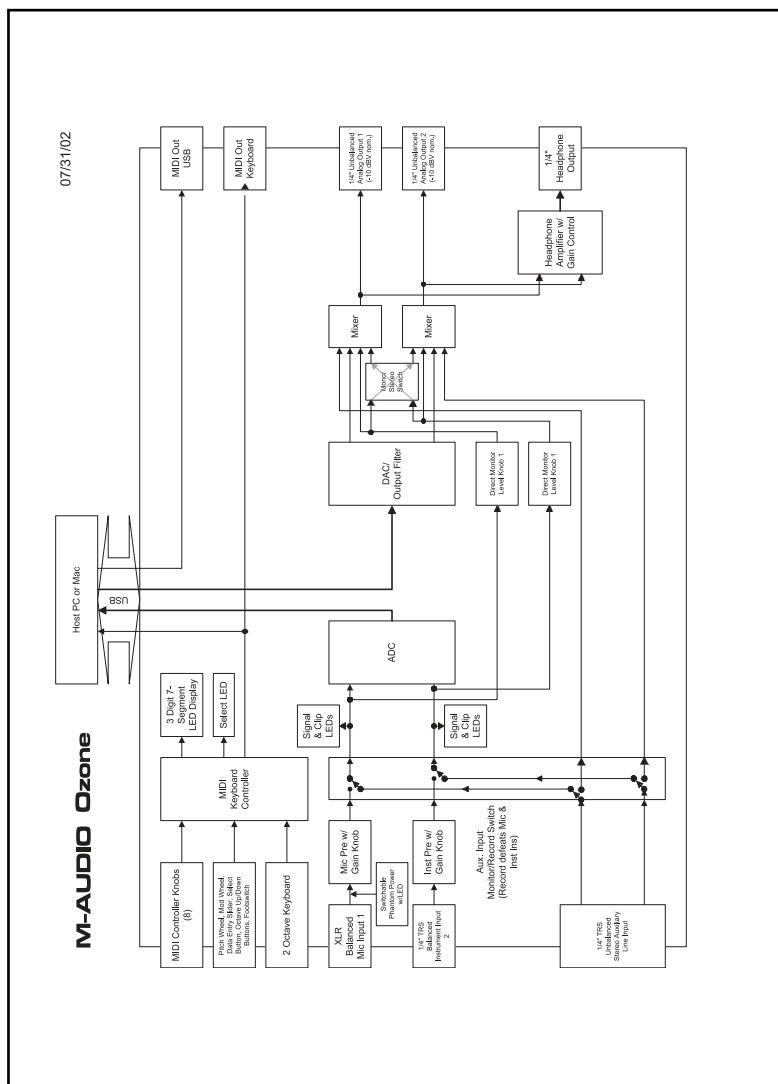 M-AUDIO Ozone
07/31/02
Host PC or Mac
USB
MIDI Controller Knobs
(8)
Pitch Wheel, Mod Wheel,
Data Entry Slider, Select
Button, Octave Up/Down
Buttons, Footswitch
2 Octave Keyboard
XLR
Balanced
Mic Input 1
1/4" TRS
Balanced
Instrument Input
2
1/4" TRS
Unbalanced
Stereo Auxiliary
Line Input
MIDI
Keyboard
Controller
Mic Pre w/
Gain Knob
Switchable
Phantom Power
w/LED
Inst Pre w/
Gain Knob
Aux. Input
Monitor/Record Switch
(Record defeats Mic &
Inst Ins)
3 Digit 7-
Segment
LED Display
Select LED
Signal
& Clip
LEDs
Signal
& Clip
LEDs
ADC
DAC/
Output Filter
Direct Monitor
Level Knob 1
Direct Monitor
Level Knob 1
Mono/
Stereo
Switch
Mixer
Mixer
Headphone
Amplifier w/
Gain Control
MIDI Out
USB
MIDI Out
Keyboard
1/4" Unbalanced
Analog Output 1
(-10 dBV nom.)
1/4" Unbalanced
Analog Output 2
(-10 dBV nom.)
1/4"
Headphone
Output